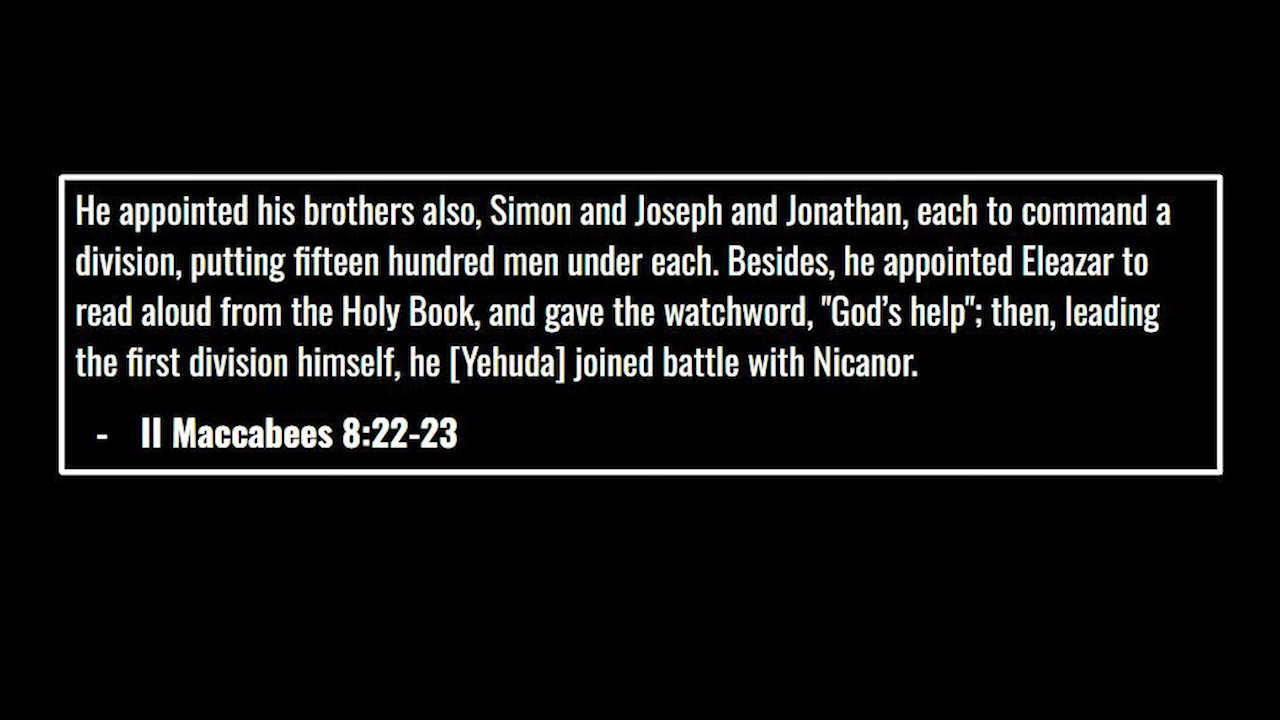 He appointed his brothers also, Simon and Joseph and Jonathan, each to command a
division, putting fifteen hundred men under each. Besides, he appointed Eleazar to
read aloud from the Holy Book, and gave the watchword, "God’s help"; then, leading
the first division himself, he [Yehuda] joined battle with Nicanor.
- II Maccabees 8:22-23